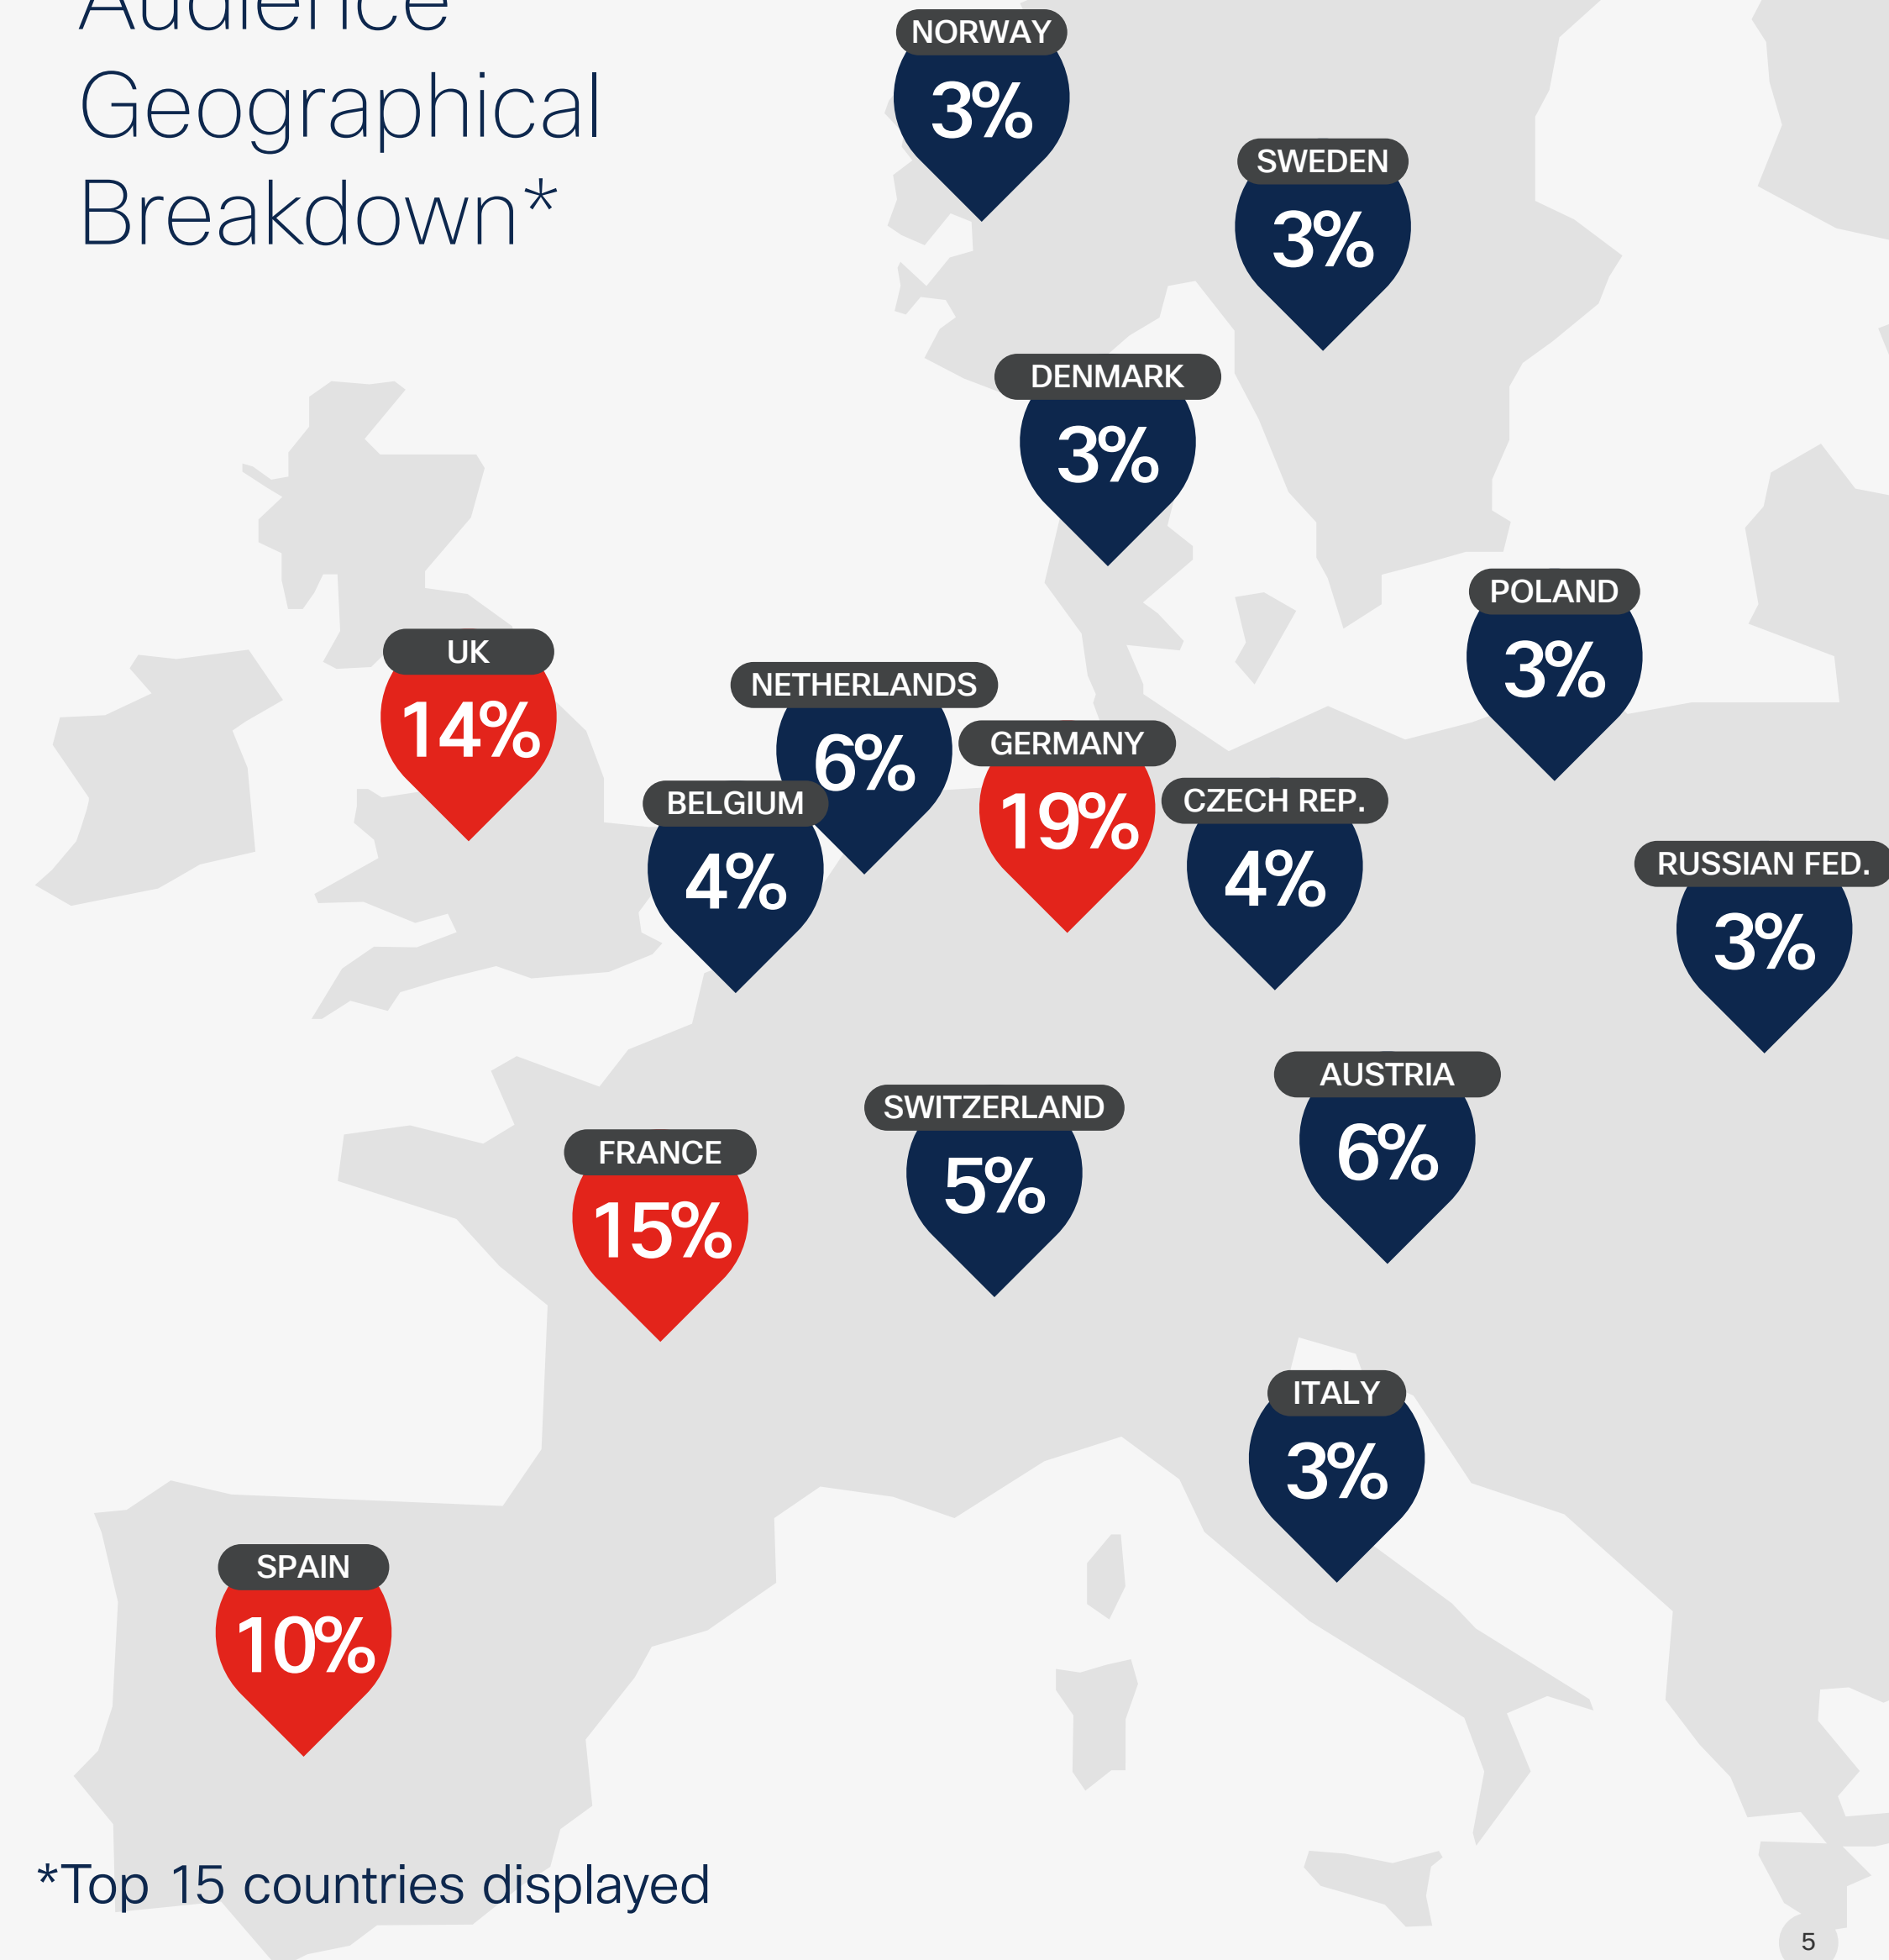 Audience
Geographical
Breakdown*
NORWAY
3%
SWEDEN
3%
DENMARK
3%
POLAND
3%
UK
14%
NETHERLANDS
6%
GERMANY
19%
BELGIUM
4%
CZECH REP.
4%
RUSSIAN FED.
3%
AUSTRIA
6%
SWITZERLAND
5%
FRANCE
15%
ITALY
3%
SPAIN
10%
*Top 15 countries displayed
5